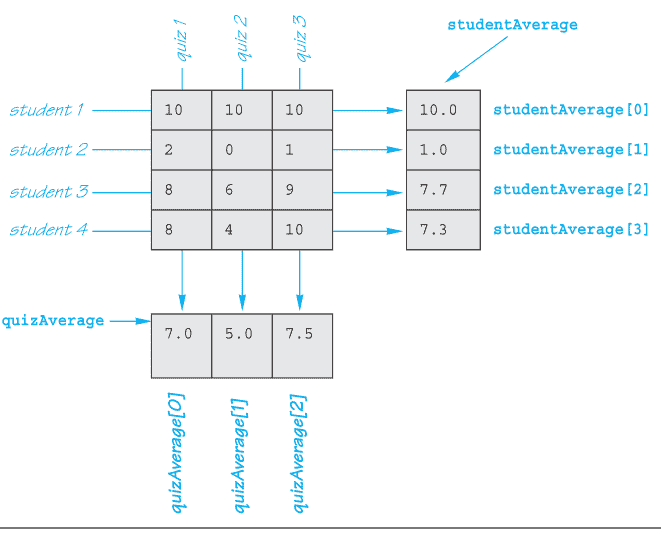 quiz 1 quiz 2 quiz 3
studentAverage
student 1 10 10 10 10.0 studentAverage[0]
student 2 2 0 1 1.0 studentAverage[1]
student 3 8 6 9 7.7 studentAverage[2]
student 4 8 4 10 7.3 studentAverage[3]
quizAverage 7.0 5.0 7.5
quizAverage[0] quizAverage[1] quizAverage[2]